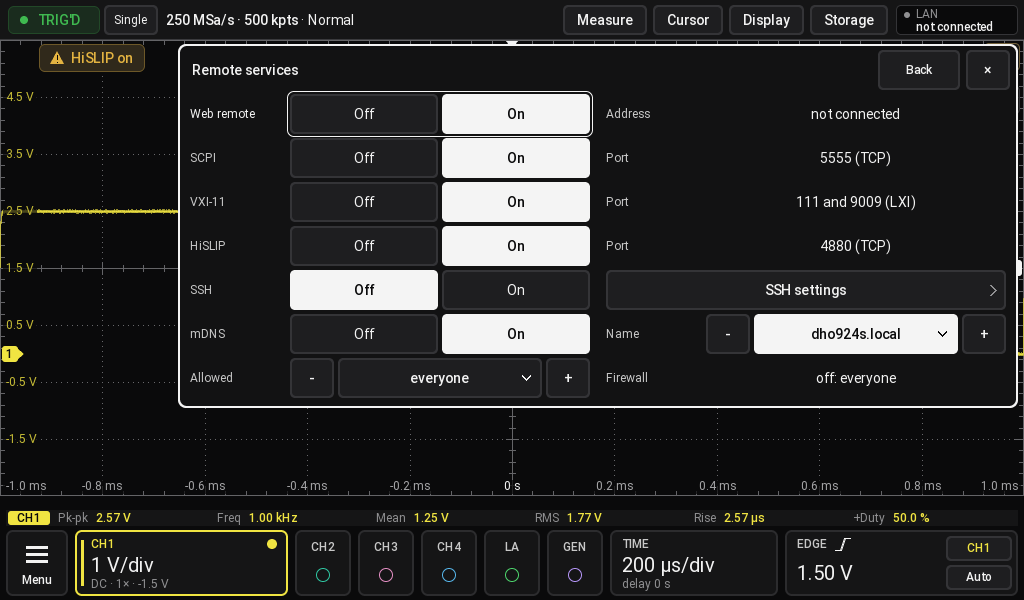 TRIG'D
Single
250 MSa/s · 500 kpts · Normal
Measure
Cursor
Display
Storage
LAN
not connected
HiSLIP on
Remote services
Back
×
Web remote Off On Address not connected
SCPI Off On Port 5555 (TCP)
VXI-11 Off On Port 111 and 9009 (LXI)
HiSLIP Off On Port 4880 (TCP)
SSH Off On SSH settings
mDNS Off On Name - dho924s.local +
Allowed - everyone + Firewall off: everyone
4.5 V
3.5 V
2.5 V
1.5 V
0.5 V
1
-0.5 V
-1.5 V
-1.0 ms -0.8 ms -0.6 ms -0.4 ms -0.2 ms 0 s 0.2 ms 0.4 ms 0.6 ms 0.8 ms 1.0 ms
CH1 Pk-pk 2.57 V Freq 1.00 kHz Mean 1.25 V RMS 1.77 V Rise 2.57 µs +Duty 50.0 %
Menu
CH1
1 V/div
DC · 1× · -1.5 V
CH2
CH3
CH4
LA
GEN
TIME
200 µs/div
delay 0 s
EDGE
1.50 V
CH1
Auto